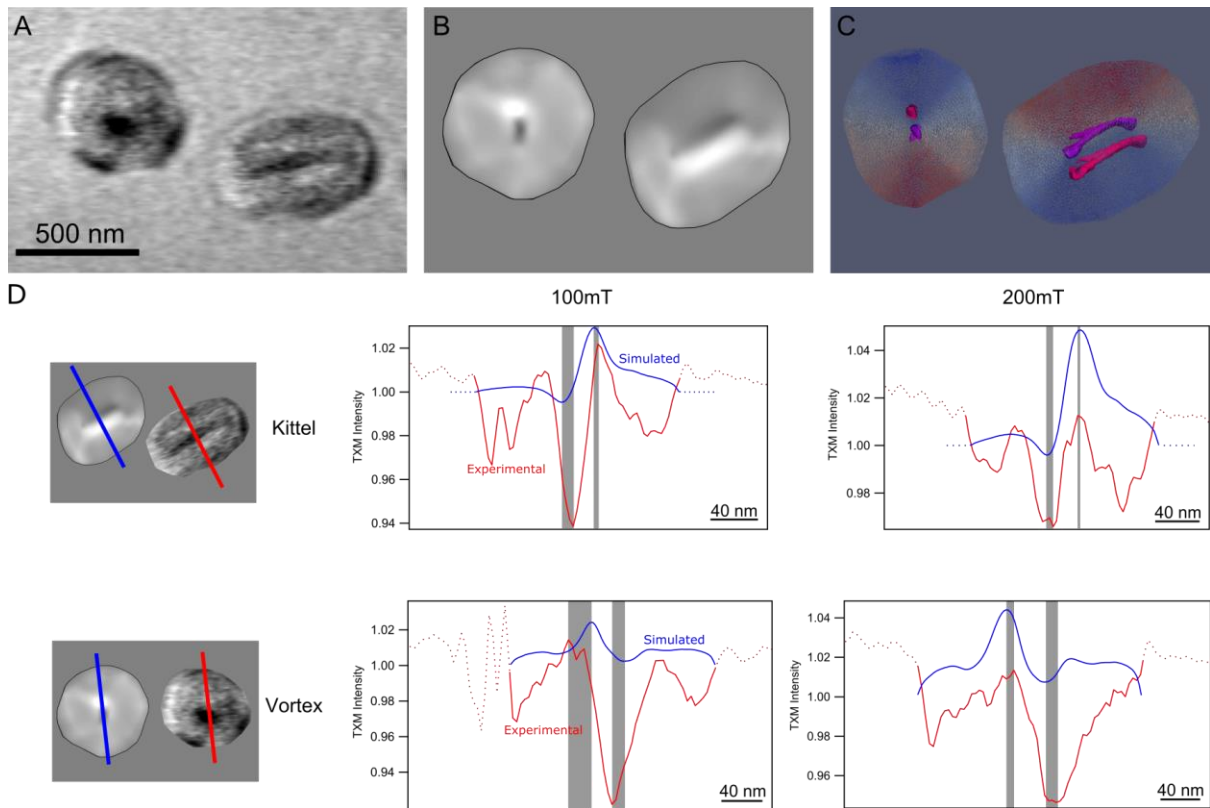 A
B
C
500 nm
D
100mT
200mT
Kittel
TXM Intensity
1.02
1.00
0.98
0.96
0.94
Simulated
Experimental
40 nm
TXM Intensity
1.04
1.02
1.00
0.98
40 nm
Vortex
TXM Intensity
1.02
1.00
0.98
0.96
0.94
Simulated
Experimental
40 nm
TXM Intensity
1.04
1.02
1.00
0.98
0.96
40 nm